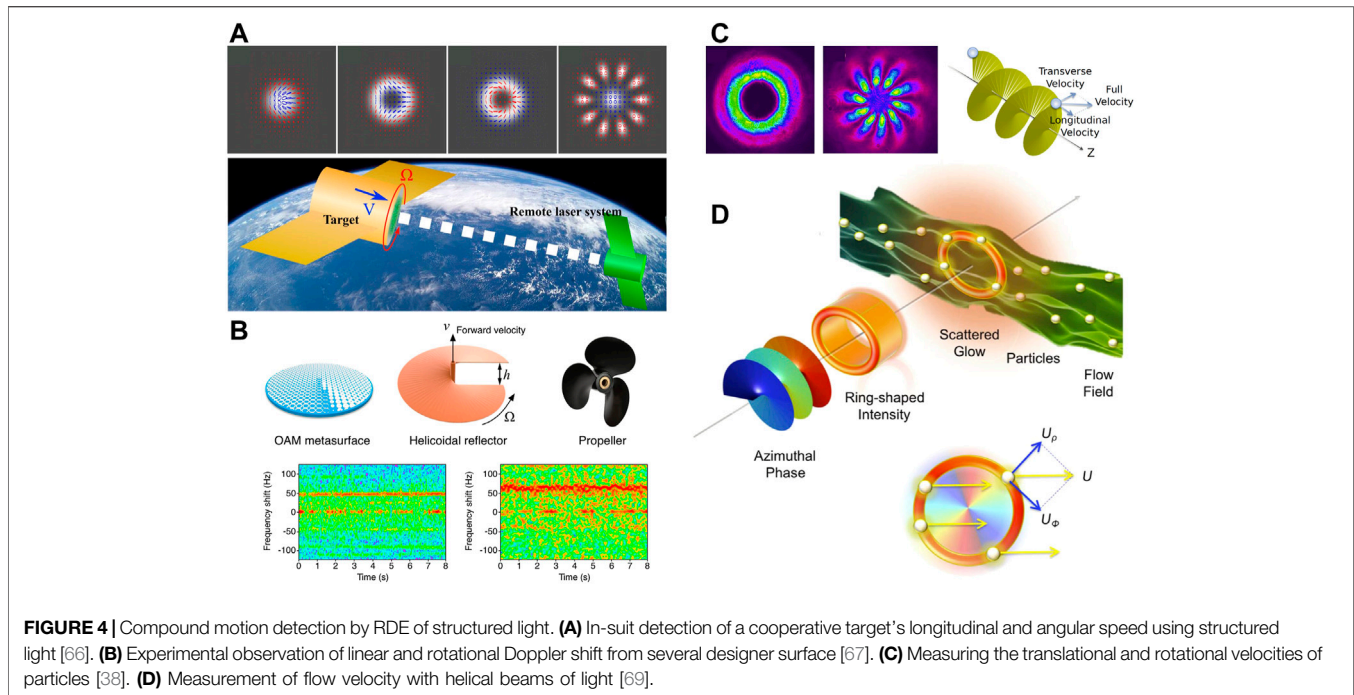 A
Ω
V
Target
Remote laser system
B
v Forward velocity
h
Ω
OAM metasurface
Helicoidal reflector
Propeller
Frequency shift (Hz)
100
50
0
-50
-100
0 1 2 3 4 5 6 7 8
Time (s)
Frequency shift (Hz)
100
50
0
-50
-100
0 1 2 3 4 5 6 7 8
Time (s)
C
Transverse
Velocity
Full
Velocity
Longitudinal
Velocity
Z
D
Scattered
Glow
Particles
Flow
Field
Ring-shaped
Intensity
Azimuthal
Phase
Uρ
U
UΦ
FIGURE 4 | Compound motion detection by RDE of structured light. (A) In-suit detection of a cooperative target's longitudinal and angular speed using structured
light [66]. (B) Experimental observation of linear and rotational Doppler shift from several designer surface [67]. (C) Measuring the translational and rotational velocities of
particles [38]. (D) Measurement of flow velocity with helical beams of light [69].